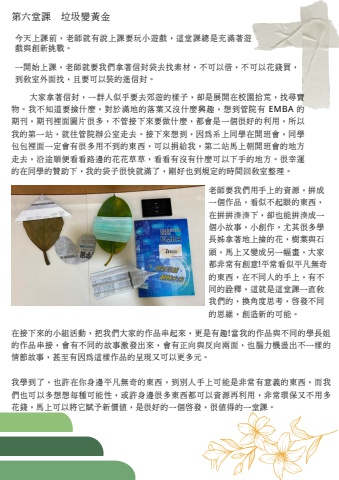 第六堂課　垃圾變黃金
今天上課前，老師就有說上課要玩小遊戲，這堂課總是充滿著遊
戲與創新挑戰。
一開始上課，老師就要我們拿著信封袋去找素材，不可以借，不可以花錢買，
到教室外面找，且要可以裝的進信封。
大家拿著信封，一群人似乎要去郊遊的樣子，卻是展開在校園拾荒，找尋寶
物。我不知道要撿什麼，對於滿地的落葉又沒什麼興趣，想到管院有 EMBA 的
期刊，期刊裡面圖片很多，不管接下來要做什麼，都會是一個很好的利用，所以
我的第一站，就往管院辦公室走去。接下來想到，因為系上同學在開班會，同學
包包裡面一定會有很多用不到的東西，可以捐給我，第二站馬上朝開班會的地方
走去，沿途順便看看路邊的花花草草，看看有沒有什麼可以下手的地方。很幸運
的在同學的贊助下，我的袋子很快就滿了，剛好也到規定的時間回教室整理。
老師要我們用手上的資源，拼成
一個作品，看似不起眼的東西，
在拼拼湊湊下，卻也能拼湊成一
個小故事，小創作，尤其很多學
長姊拿著地上撿的花，樹葉與石
頭，馬上又變成另一幅畫，大家
都非常有創意!平常看似平凡無奇
的東西，在不同人的手上，有不
同的詮釋，這就是這堂課一直教
我們的，換角度思考，啓發不同
的思維，創造新的可能。
在接下來的小組活動，把我們大家的作品串起來，更是有趣!當我的作品與不同的學長姐
的作品串接，會有不同的故事激發出來，會有正向與反向兩面，也腦力機盪出不一樣的
情節故事，甚至有因爲這樣作品的呈現又可以更多元。
我學到了，也許在你身邊平凡無奇的東西，到別人手上可能是非常有意義的東西，而我
們也可以多想想每種可能性，或許身邊很多東西都可以資源再利用，非常環保又不用多
花錢，馬上可以將它賦予新價值，是很好的一個啓發，很值得的一堂課。